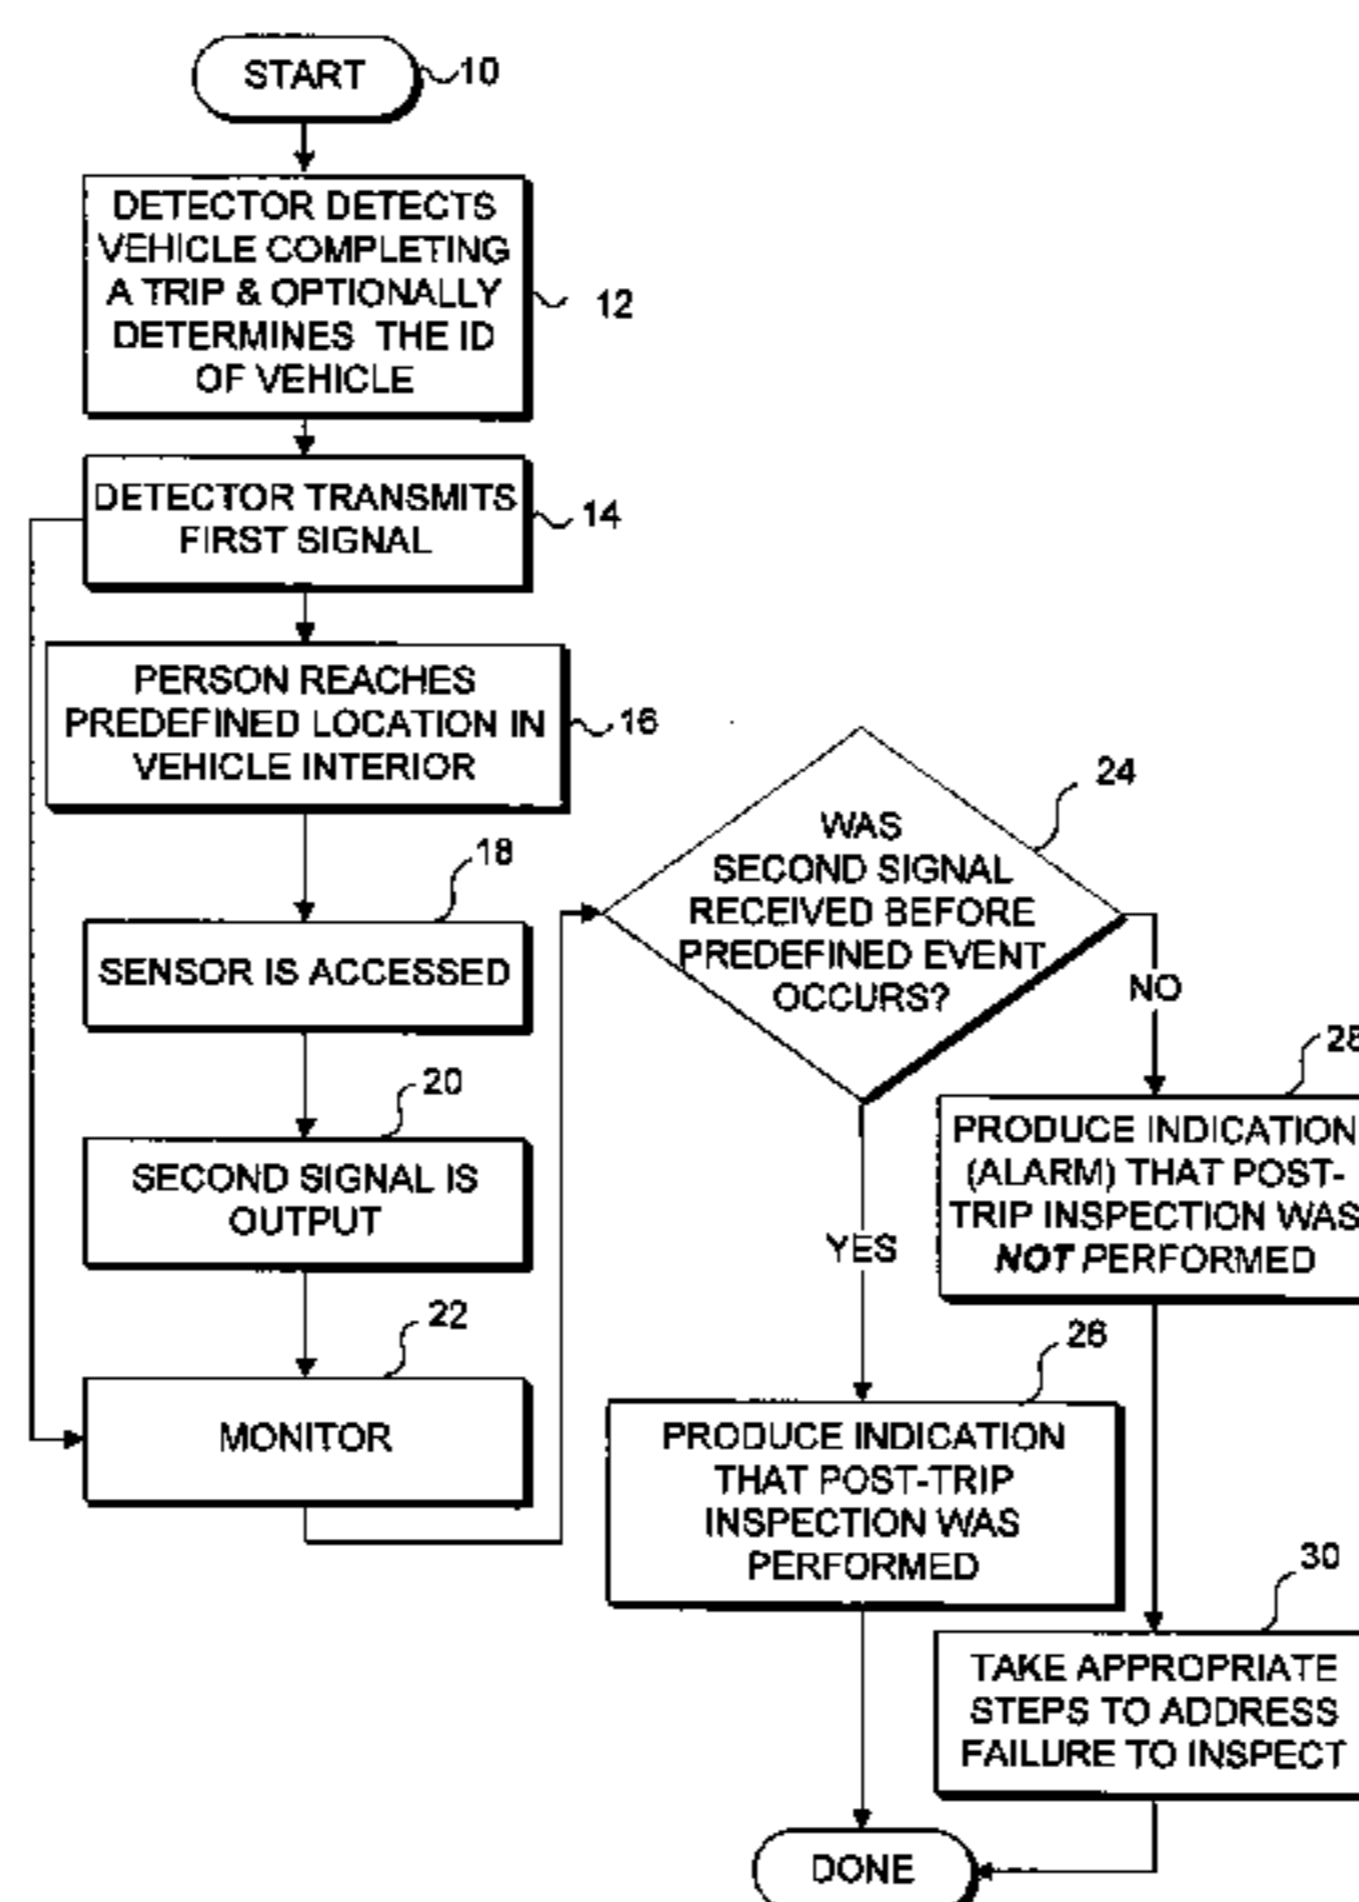 START
10
DETECTOR DETECTS
VEHICLE COMPLETING
A TRIP & OPTIONALLY
DETERMINES THE ID
OF VEHICLE
12
DETECTOR TRANSMITS
FIRST SIGNAL
14
PERSON REACHES
PREDEFINED LOCATION IN
VEHICLE INTERIOR
16
18
SENSOR IS ACCESSED
20
SECOND SIGNAL IS
OUTPUT
22
MONITOR
24
WAS
SECOND SIGNAL
RECEIVED BEFORE
PREDEFINED EVENT
OCCURS?
NO
28
PRODUCE INDICATION
(ALARM) THAT POST-
TRIP INSPECTION WAS
NOT PERFORMED
YES
26
PRODUCE INDICATION
THAT POST-TRIP
INSPECTION WAS
PERFORMED
30
TAKE APPROPRIATE
STEPS TO ADDRESS
FAILURE TO INSPECT
DONE